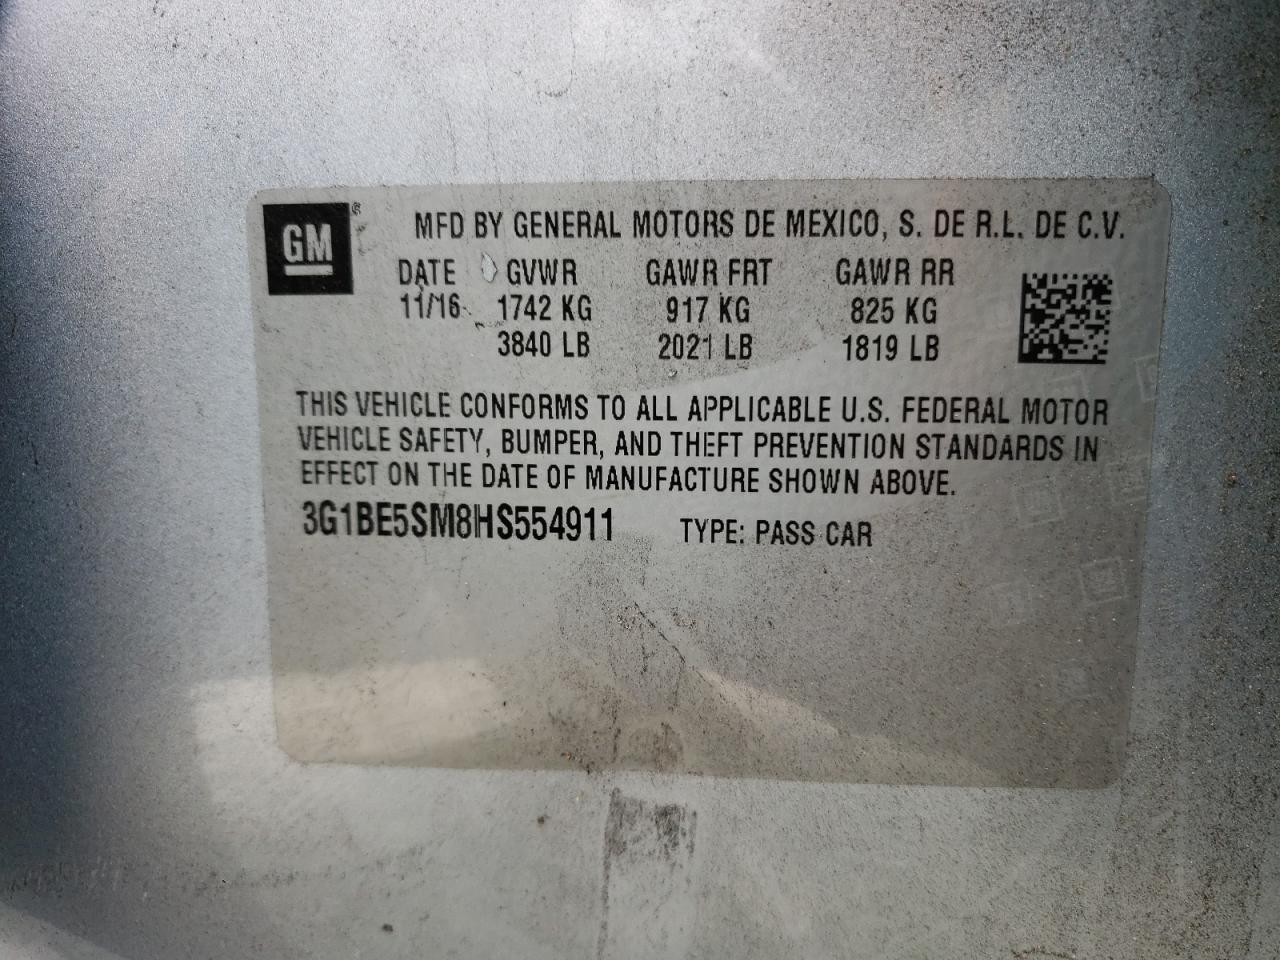 GM
MFD BY GENERAL MOTORS DE MEXICO, S. DE R.L. DE C.V.
DATE GVWR GAWR FRT GAWR RR
11/16 1742 KG 917 KG 825 KG
3840 LB 2021 LB 1819 LB
THIS VEHICLE CONFORMS TO ALL APPLICABLE U.S. FEDERAL MOTOR
VEHICLE SAFETY, BUMPER, AND THEFT PREVENTION STANDARDS IN
EFFECT ON THE DATE OF MANUFACTURE SHOWN ABOVE.
3G1BE5SM8HS554911 TYPE: PASS CAR